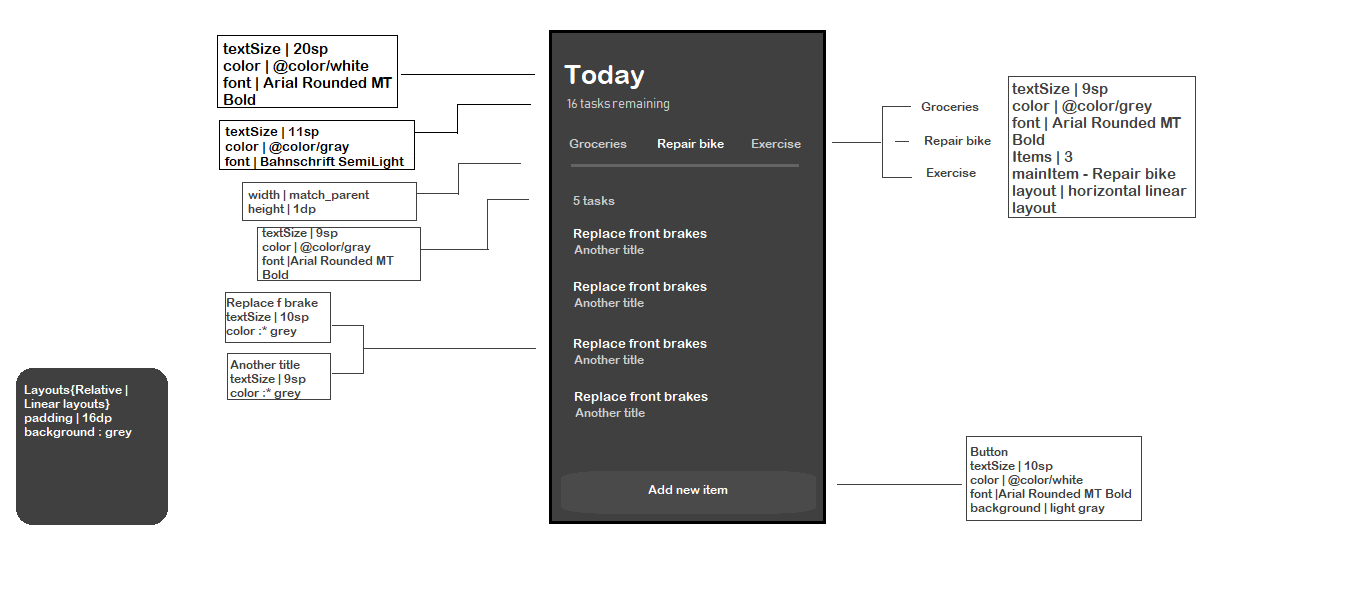 textSize | 20sp
color | @color/white
font | Arial Rounded MT
Bold
textSize | 11sp
color | @color/gray
font | Bahnschrift SemiLight
width | match_parent
height | 1dp
textSize | 9sp
color | @color/gray
font |Arial Rounded MT
Bold
Replace f brake
textSize | 10sp
color :* grey
Another title
textSize | 9sp
color :* grey
Layouts{Relative |
Linear layouts}
padding | 16dp
background : grey
Today
16 tasks remaining
Groceries Repair bike Exercise
5 tasks
Replace front brakes
Another title
Replace front brakes
Another title
Replace front brakes
Another title
Replace front brakes
Another title
Add new item
Groceries
Repair bike
Exercise
textSize | 9sp
color | @color/grey
font | Arial Rounded MT
Bold
Items | 3
mainItem - Repair bike
layout | horizontal linear
layout
Button
textSize | 10sp
color | @color/white
font |Arial Rounded MT Bold
background | light gray